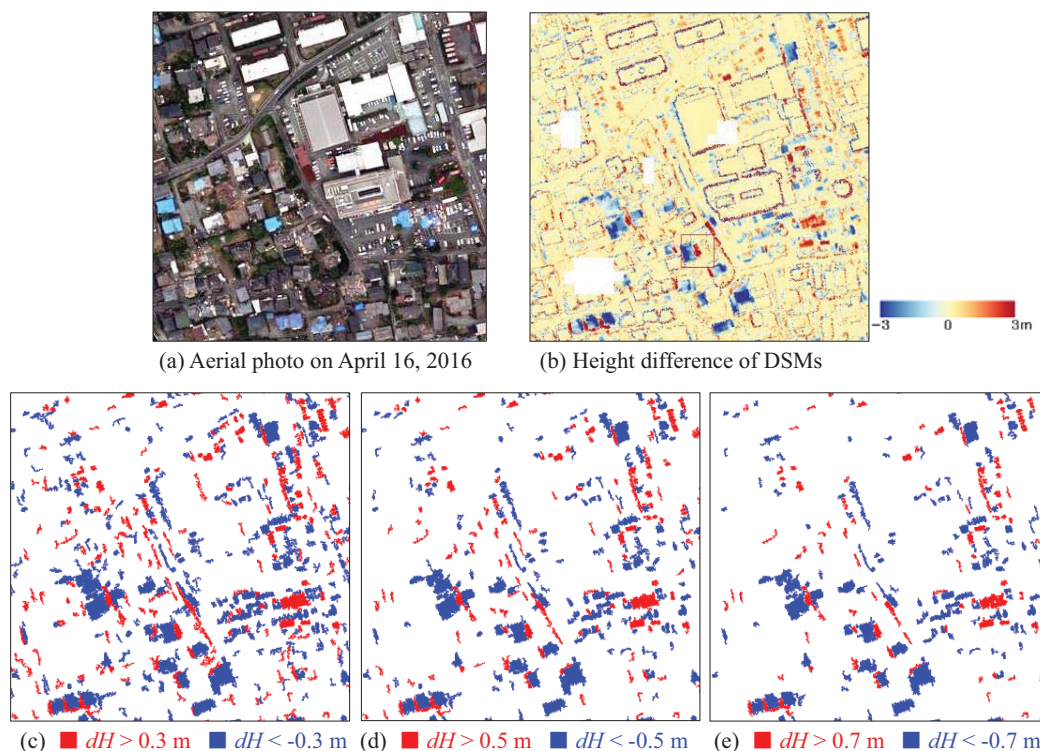 (a) Aerial photo on April 16, 2016
(b) Height difference of DSMs
-3 0 3m
(c) dH > 0.3 m dH < -0.3 m
(d) dH > 0.5 m dH < -0.5 m
(e) dH > 0.7 m dH < -0.7 m